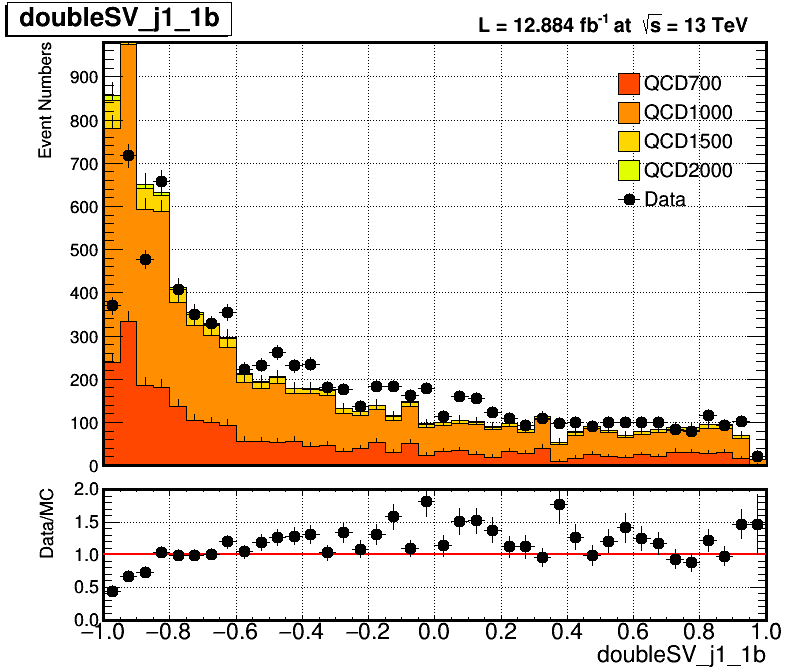 doubleSV_j1_1b
L = 12.884 fb⁻¹ at √s = 13 TeV
Event Numbers
900
800
700
600
500
400
300
200
100
0
QCD700
QCD1000
QCD1500
QCD2000
Data
Data/MC
2.0
1.5
1.0
0.5
0.0
−1.0 −0.8 −0.6 −0.4 −0.2 0.0 0.2 0.4 0.6 0.8 1.0
doubleSV_j1_1b